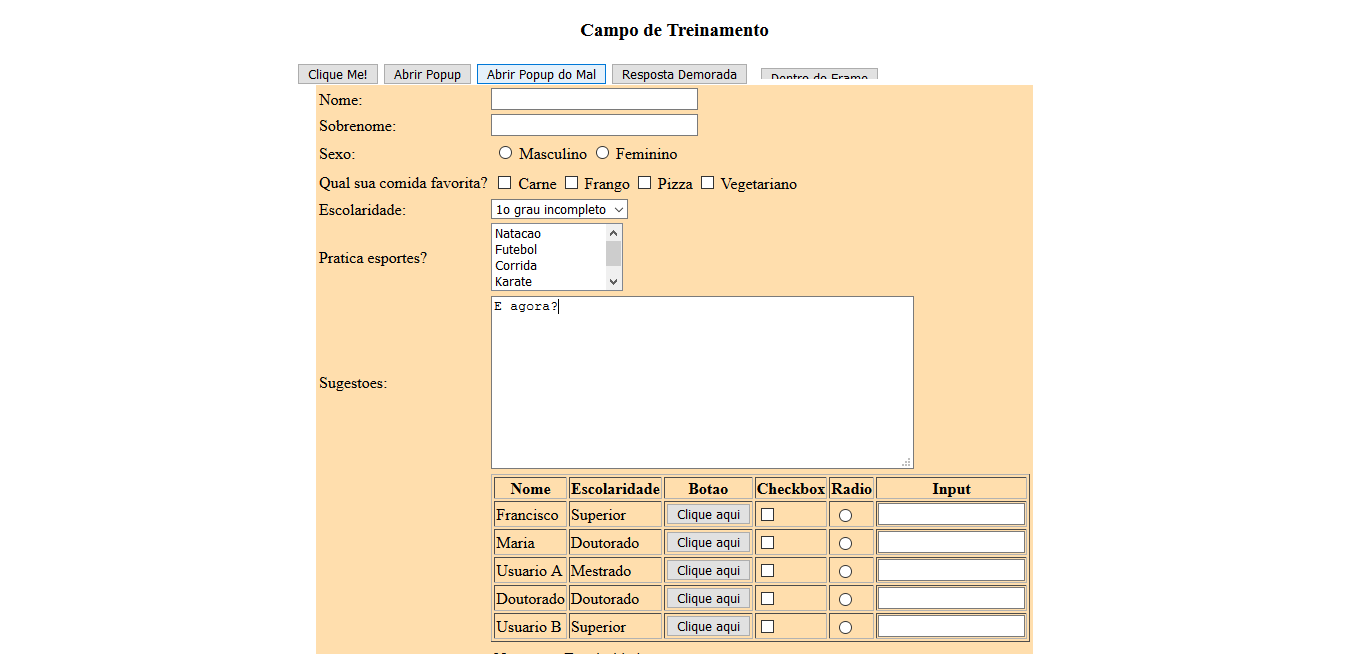 Campo de Treinamento
Clique Me! Abrir Popup Abrir Popup do Mal Resposta Demorada Dentro do Frame
Nome:
Sobrenome:
Sexo: Masculino Feminino
Qual sua comida favorita? Carne Frango Pizza Vegetariano
Escolaridade: 1o grau incompleto
Natacao
Futebol
Pratica esportes?
Corrida
Karate
E agora?
Sugestoes:
Nome Escolaridade Botao Checkbox Radio Input
Francisco Superior Clique aqui
Maria Doutorado Clique aqui
Usuario A Mestrado Clique aqui
Doutorado Doutorado Clique aqui
Usuario B Superior Clique aqui